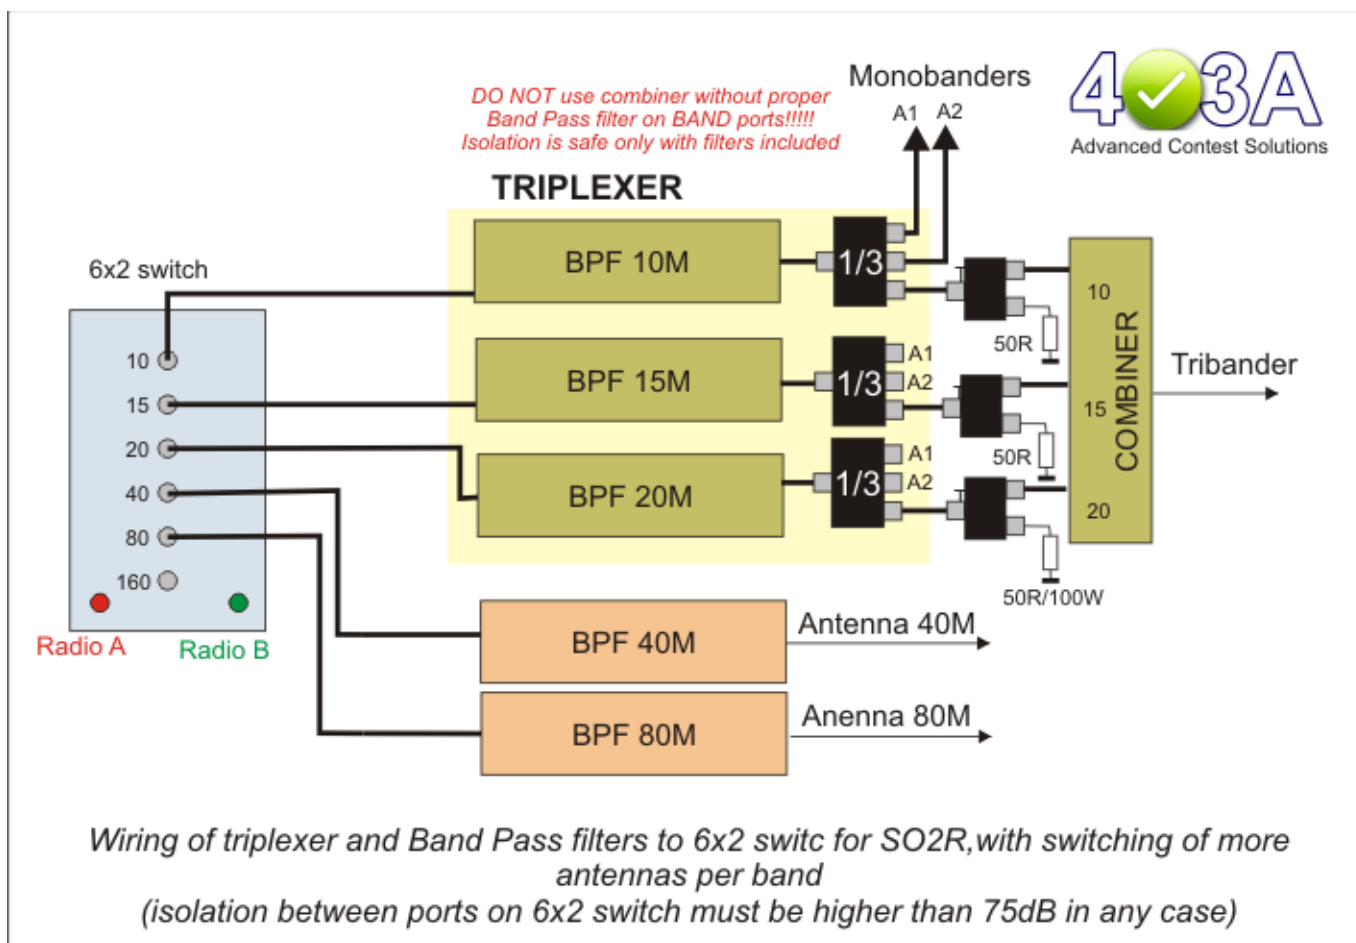 DO NOT use combiner without proper
Band Pass filter on BAND ports!!!!!
Isolation is safe only with filters included
Monobanders
A1 A2
4 3A
Advanced Contest Solutions
TRIPLEXER
6x2 switch
BPF 10M
1/3
10
10
50R
BPF 15M
1/3
A1
A2
15
15
50R
COMBINER
Tribander
BPF 20M
1/3
A1
A2
20
20
50R/100W
40
80
160
Radio A
Radio B
BPF 40M
Antenna 40M
BPF 80M
Anenna 80M
Wiring of triplexer and Band Pass filters to 6x2 switc for SO2R,with switching of more
antennas per band
(isolation between ports on 6x2 switch must be higher than 75dB in any case)